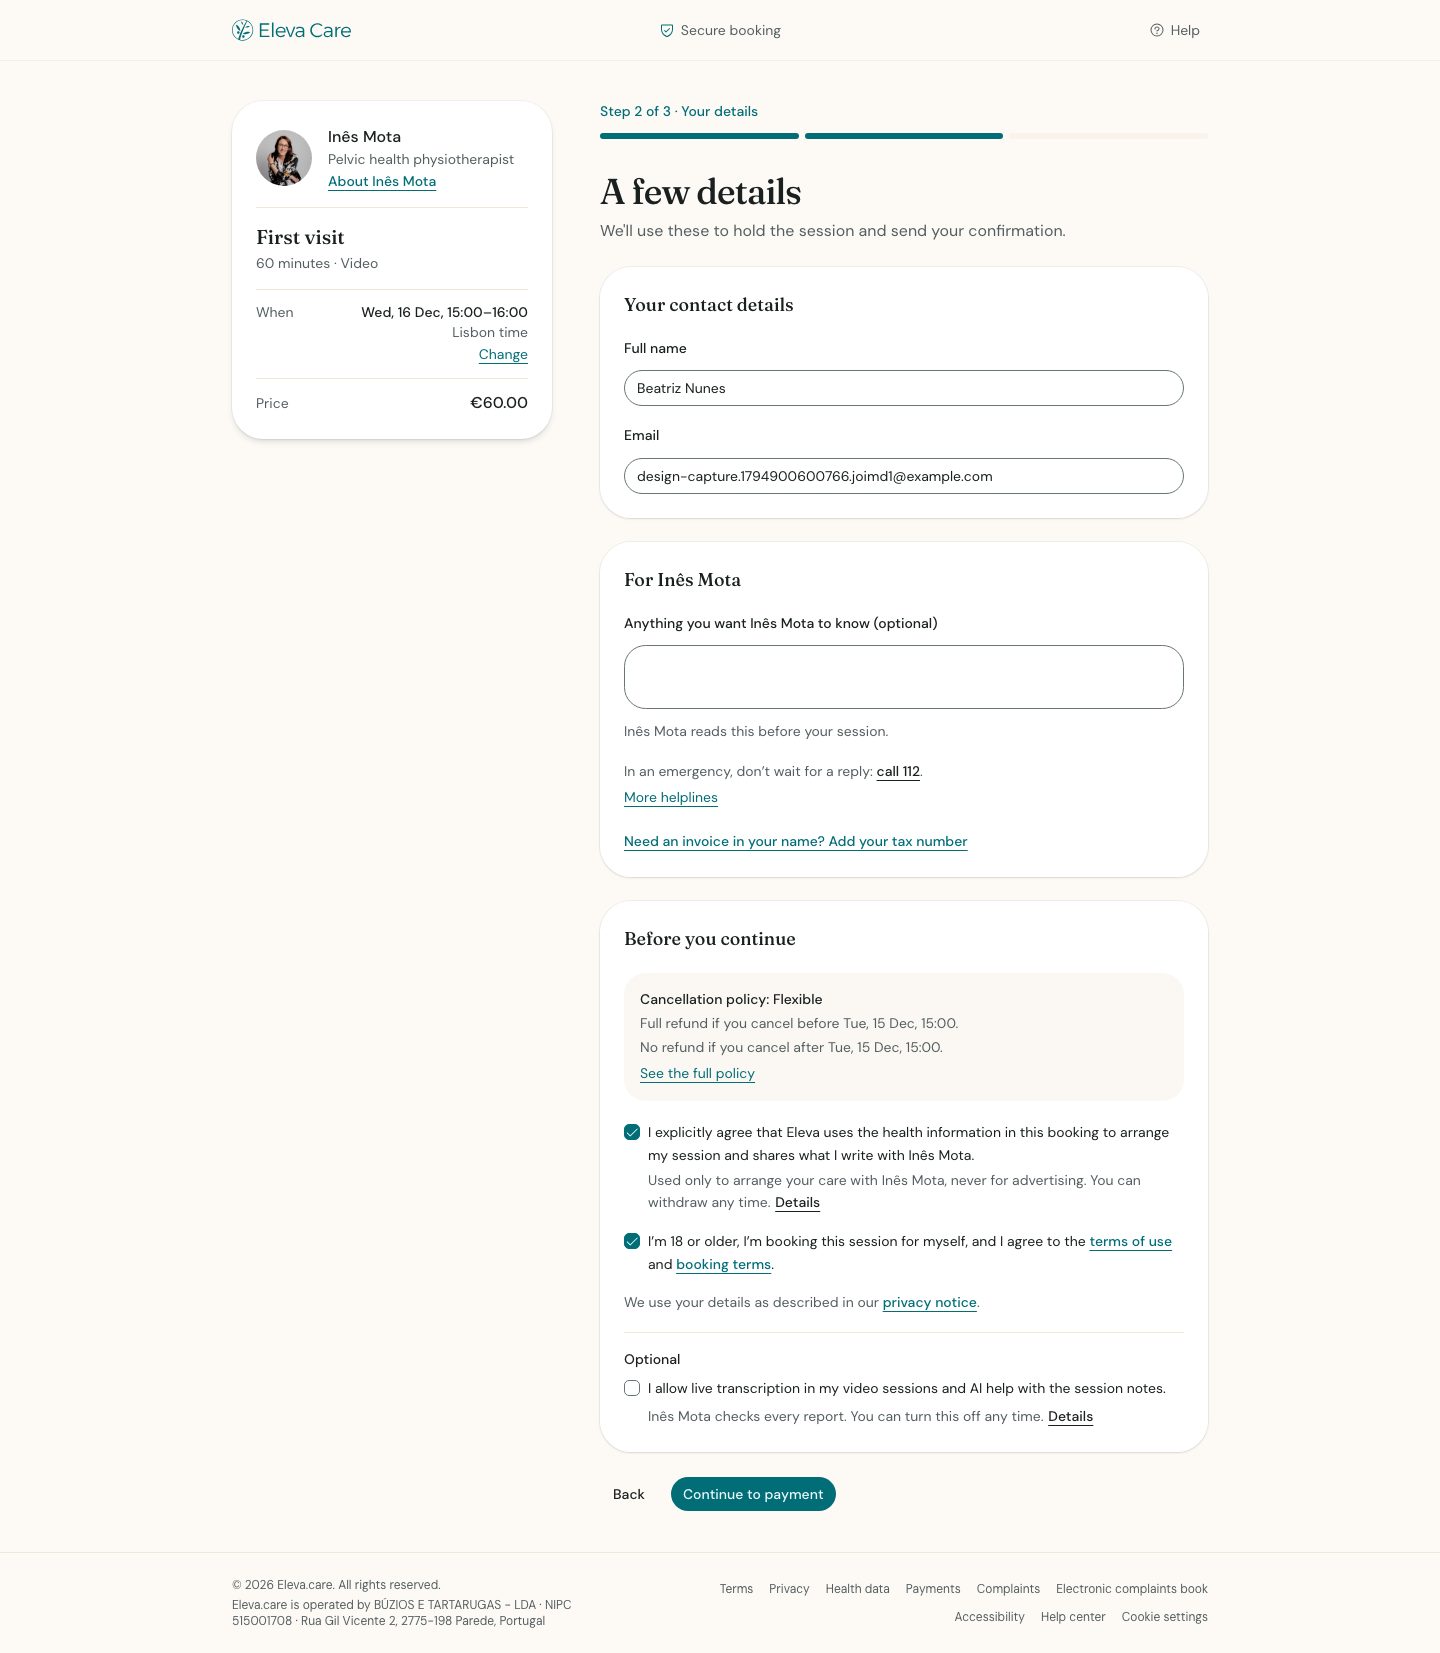 Eleva Care
Secure booking
Help
Inês Mota
Pelvic health physiotherapist
About Inês Mota
First visit
60 minutes · Video
When
Wed, 16 Dec, 15:00–16:00
Lisbon time
Change
Price
€60.00
Step 2 of 3 · Your details
A few details
We'll use these to hold the session and send your confirmation.
Your contact details
Full name
Beatriz Nunes
Email
design-capture.1794900600766.joimd1@example.com
For Inês Mota
Anything you want Inês Mota to know (optional)
Inês Mota reads this before your session.
In an emergency, don’t wait for a reply: call 112.
More helplines
Need an invoice in your name? Add your tax number
Before you continue
Cancellation policy: Flexible
Full refund if you cancel before Tue, 15 Dec, 15:00.
No refund if you cancel after Tue, 15 Dec, 15:00.
See the full policy
I explicitly agree that Eleva uses the health information in this booking to arrange
my session and shares what I write with Inês Mota.
Used only to arrange your care with Inês Mota, never for advertising. You can
withdraw any time. Details
I’m 18 or older, I’m booking this session for myself, and I agree to the terms of use
and booking terms.
We use your details as described in our privacy notice.
Optional
I allow live transcription in my video sessions and AI help with the session notes.
Inês Mota checks every report. You can turn this off any time. Details
Back
Continue to payment
© 2026 Eleva.care. All rights reserved.
Eleva.care is operated by BÚZIOS E TARTARUGAS - LDA · NIPC
515001708 · Rua Gil Vicente 2, 2775-198 Parede, Portugal
Terms
Privacy
Health data
Payments
Complaints
Electronic complaints book
Accessibility
Help center
Cookie settings